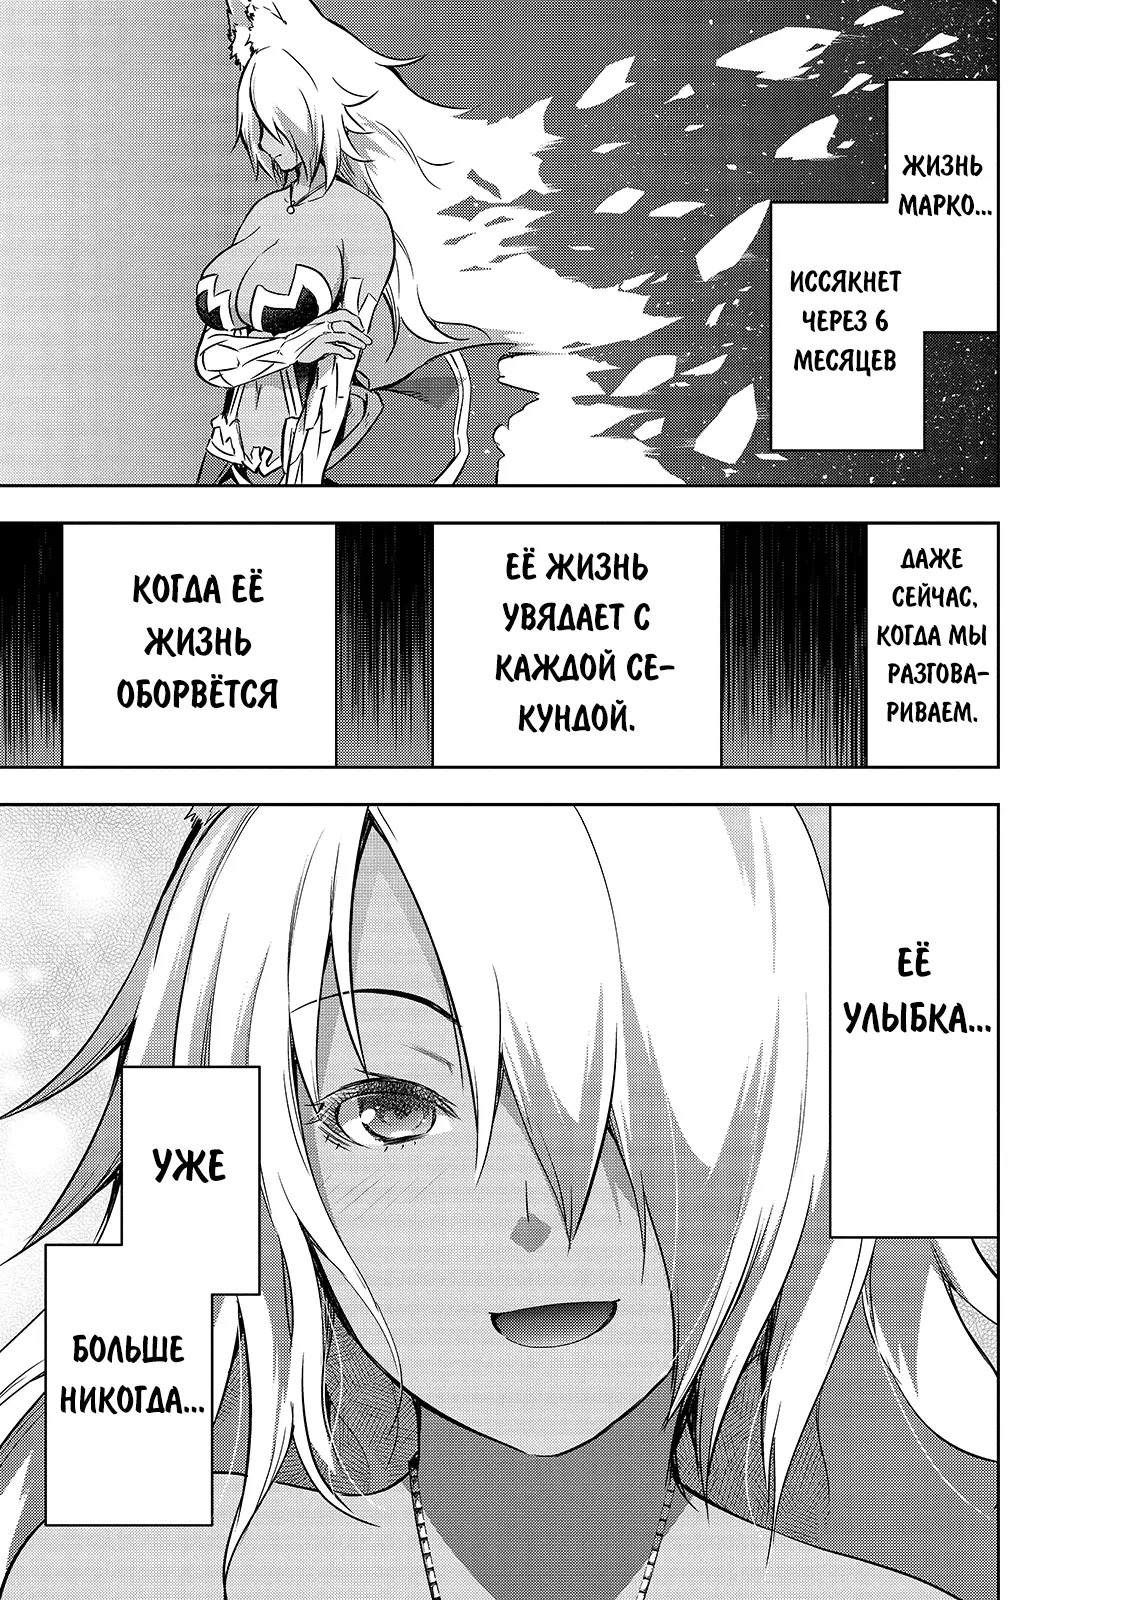 ЖИЗНЬ
МАРКО...
ИССЯКНЕТ
ЧЕРЕЗ 6
МЕСЯЦЕВ
ДАЖЕ
СЕЙЧАС,
КОГДА МЫ
РАЗГОВА-
РИВАЕМ.
ЕЁ ЖИЗНЬ
УВЯДАЕТ С
КАЖДОЙ СЕ-
КУНДОЙ.
КОГДА ЕЁ
ЖИЗНЬ
ОБОРВЁТСЯ
ЕЁ
УЛЫБКА...
УЖЕ
БОЛЬШЕ
НИКОГДА...